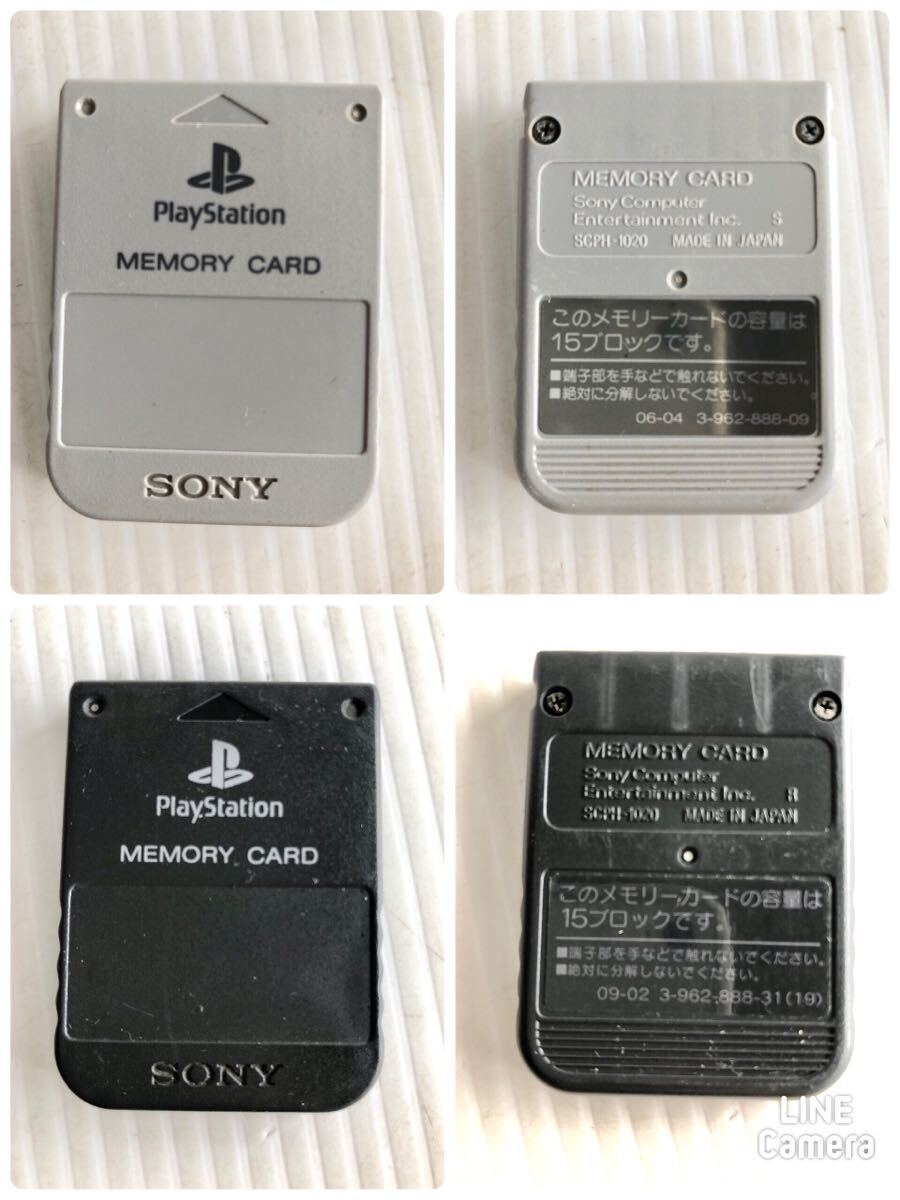 PlayStation
MEMORY CARD
SONY
MEMORY CARD
Sony Computer
Entertainment Inc. S
SCPH-1020 MADE IN JAPAN
このメモリーカードの容量は
15ブロックです。
■端子部を手などで触れないでください。
■絶対に分解しないでください。
06-04 3-962-888-09
PlayStation
MEMORY CARD
SONY
MEMORY CARD
Sony Computer
Entertainment Inc. R
SCPH-1020 MADE IN JAPAN
このメモリーカードの容量は
15ブロックです。
■端子部を手などで触れないでください。
■絶対に分解しないでください。
09-02 3-962-888-31(19)
LINE
Camera